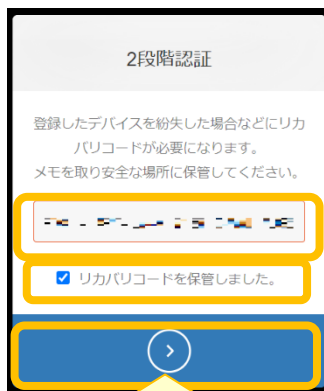 2段階認証
登録したデバイスを紛失した場合などにリカ
バリコードが必要になります。
メモを取り安全な場所に保管してください。
リカバリコードを保管しました。